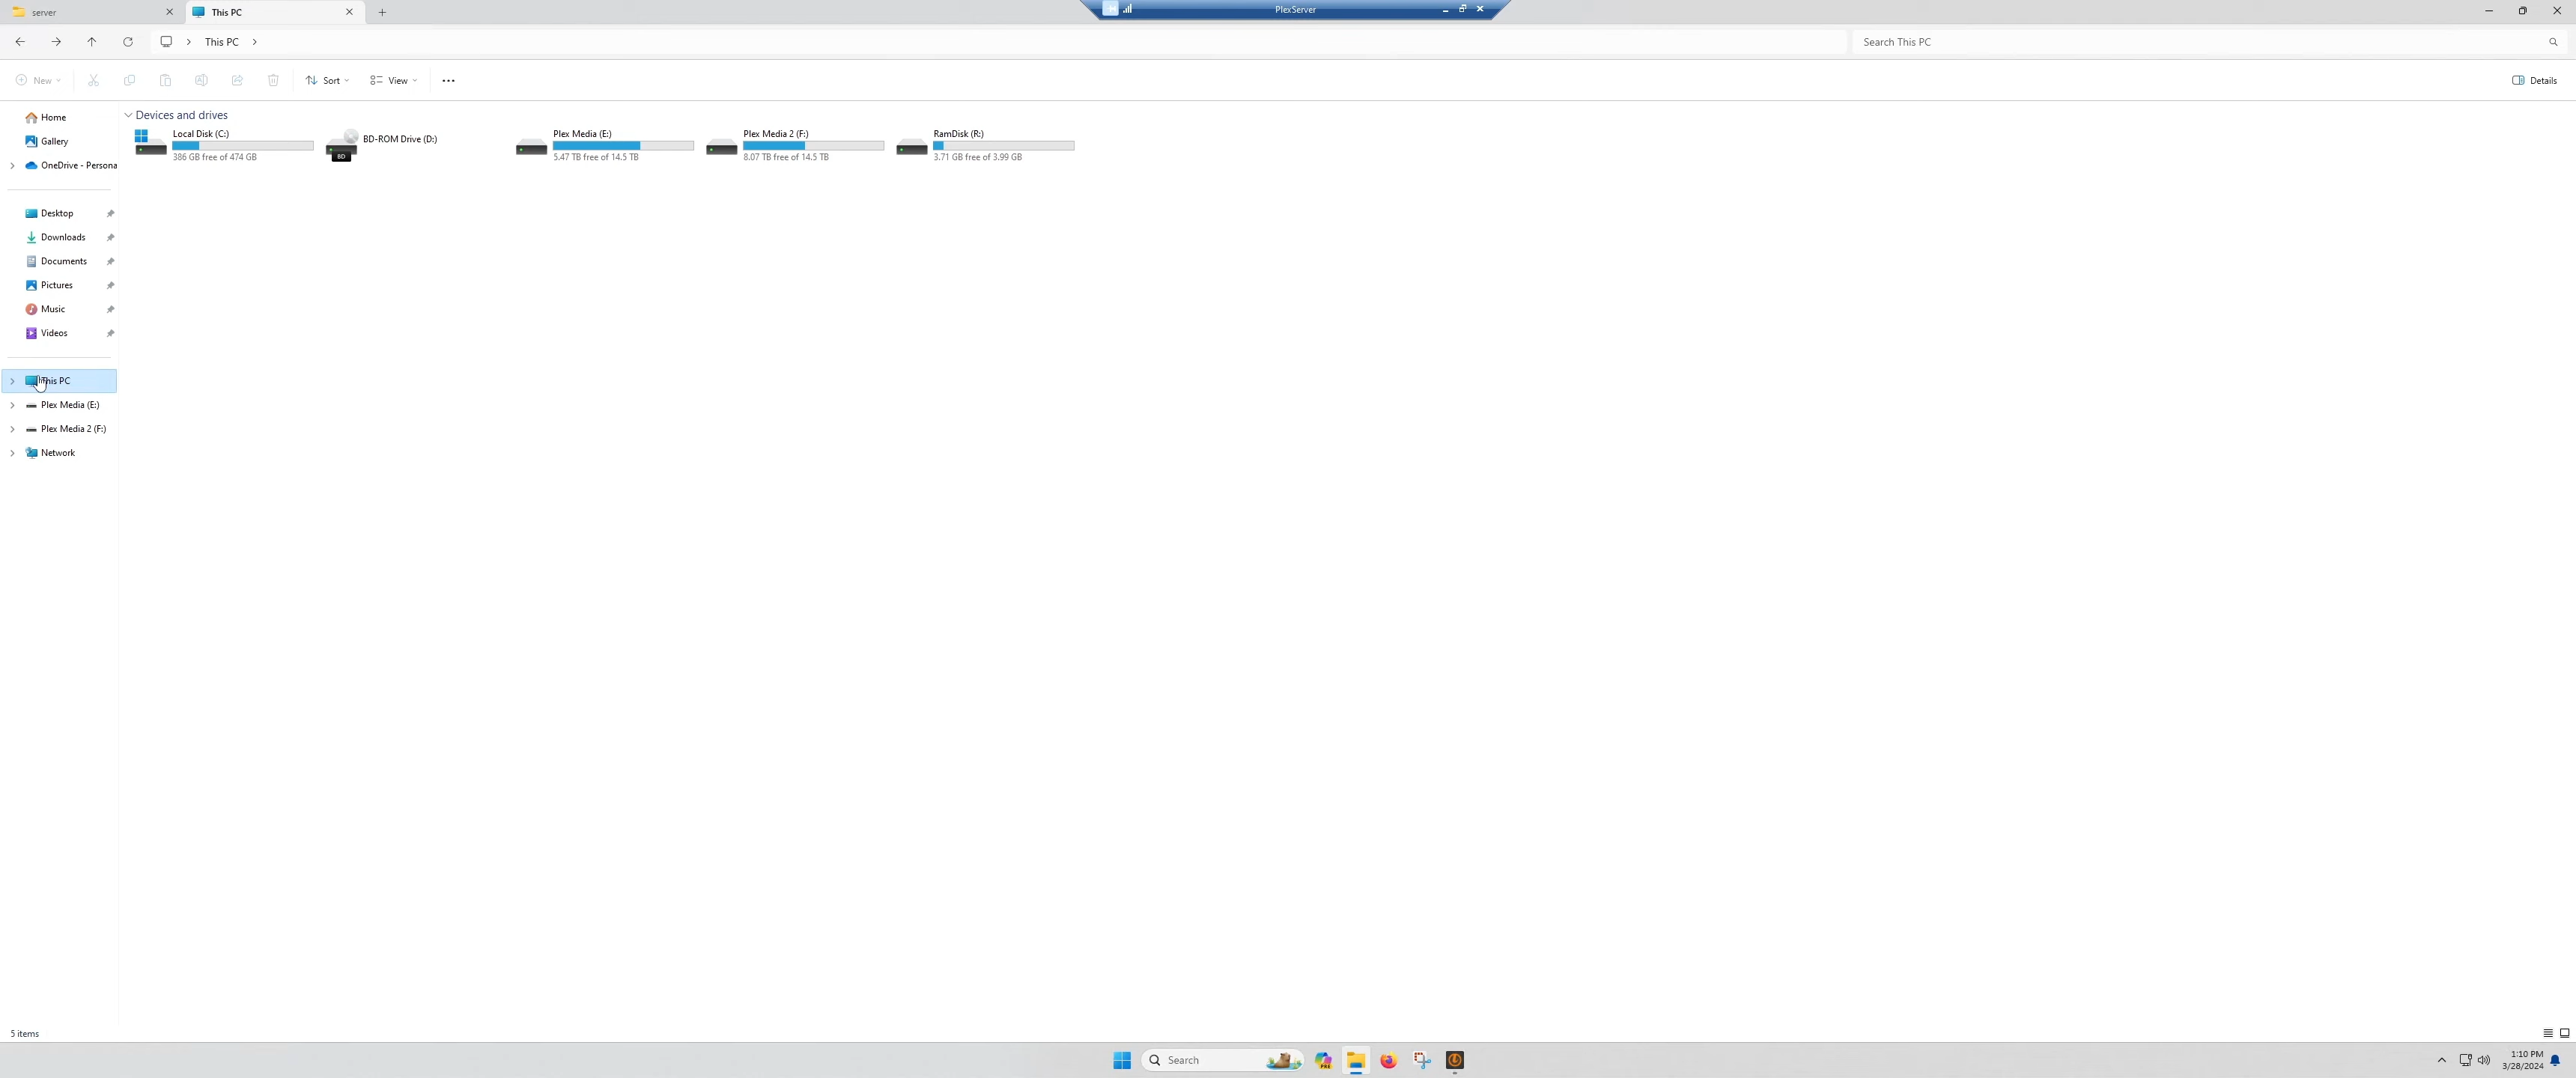 server
This PC
PlexServer
This PC
Search This PC
New
Sort
View
Details
Home
Gallery
OneDrive - Persona
Desktop
Downloads
Documents
Pictures
Music
Videos
This PC
Plex Media (E:)
Plex Media 2 (F:)
Network
Devices and drives
Local Disk (C:)
386 GB free of 474 GB
BD-ROM Drive (D:)
BD
Plex Media (E:)
5.47 TB free of 14.5 TB
Plex Media 2 (F:)
8.07 TB free of 14.5 TB
RamDisk (R:)
3.71 GB free of 3.99 GB
5 items
Search
PRE
1:10 PM
3/28/2024